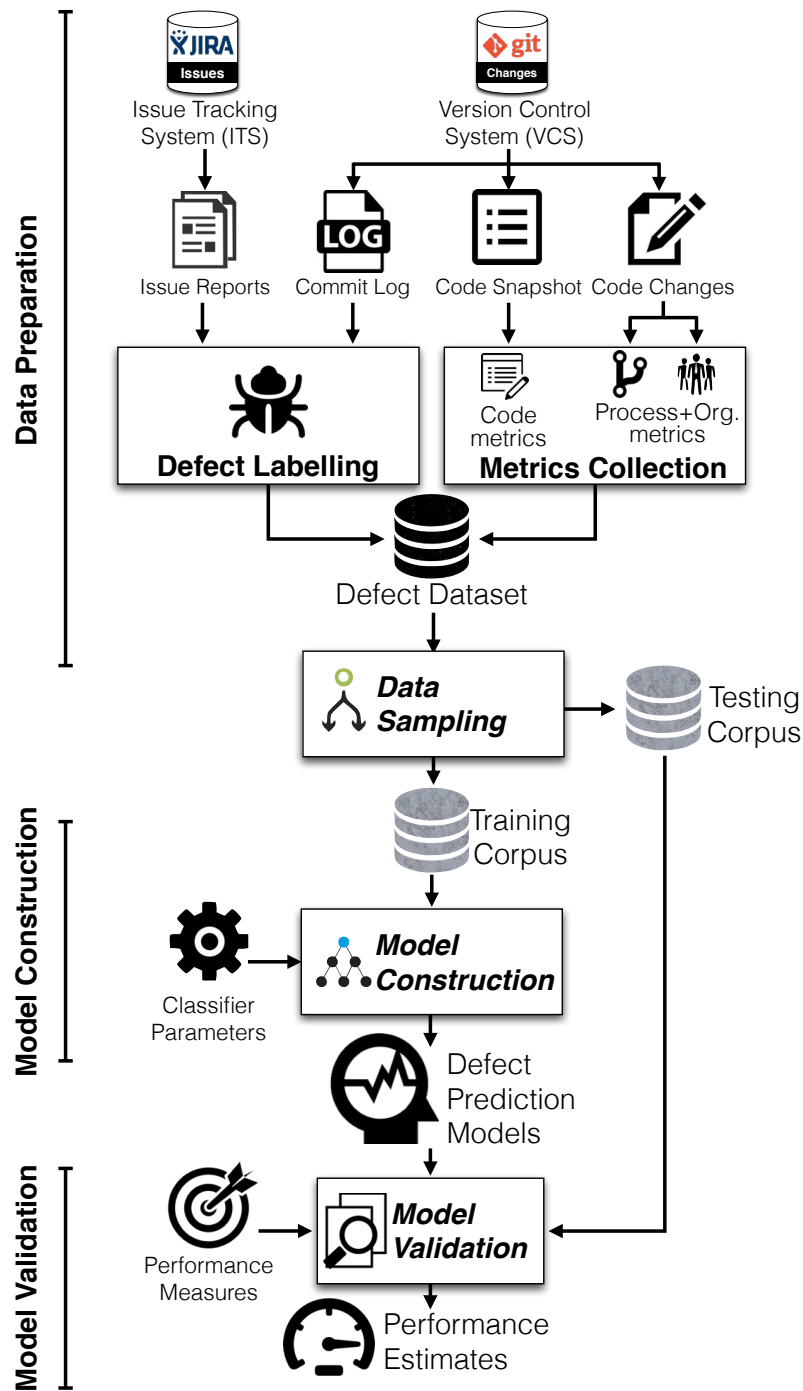 JIRA
Issues
git
Changes
Issue Tracking
System (ITS)
Version Control
System (VCS)
Data Preparation
LOG
Issue Reports
Commit Log
Code Snapshot
Code Changes
Code
metrics
Process+Org.
metrics
Defect Labelling
Metrics Collection
Defect Dataset
Data
Sampling
Testing
Corpus
Training
Corpus
Model Construction
Model
Construction
Classifier
Parameters
Defect
Prediction
Models
Model Validation
Model
Validation
Performance
Measures
Performance
Estimates